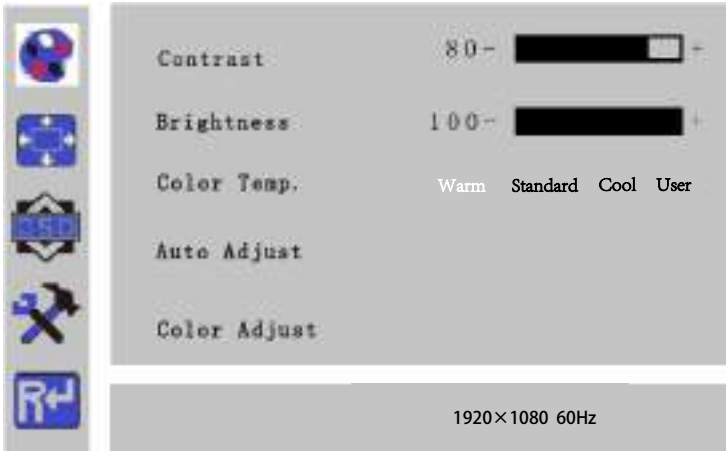 Contrast 80- +
Brightness 100- +
Color Temp. Warm Standard Cool User
OSD
Auto Adjust
Color Adjust
R
1920×1080 60Hz